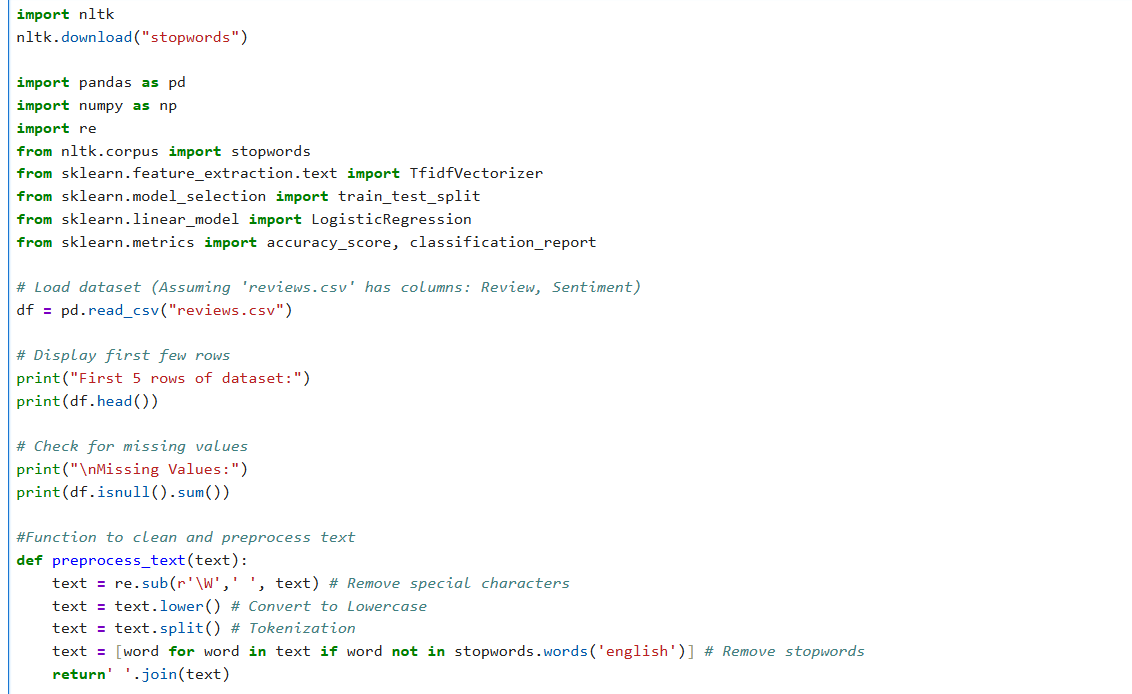 import nltk
nltk.download("stopwords")
import pandas as pd
import numpy as np
import re
from nltk.corpus import stopwords
from sklearn.feature_extraction.text import TfidfVectorizer
from sklearn.model_selection import train_test_split
from sklearn.linear_model import LogisticRegression
from sklearn.metrics import accuracy_score, classification_report
# Load dataset (Assuming 'reviews.csv' has columns: Review, Sentiment)
df = pd.read_csv("reviews.csv")
# Display first few rows
print("First 5 rows of dataset:")
print(df.head())
# Check for missing values
print("\nMissing Values:")
print(df.isnull().sum())
#Function to clean and preprocess text
def preprocess_text(text):
    text = re.sub(r'\W',' ', text) # Remove special characters
    text = text.lower() # Convert to Lowercase
    text = text.split() # Tokenization
    text = [word for word in text if word not in stopwords.words('english')] # Remove stopwords
    return' '.join(text)